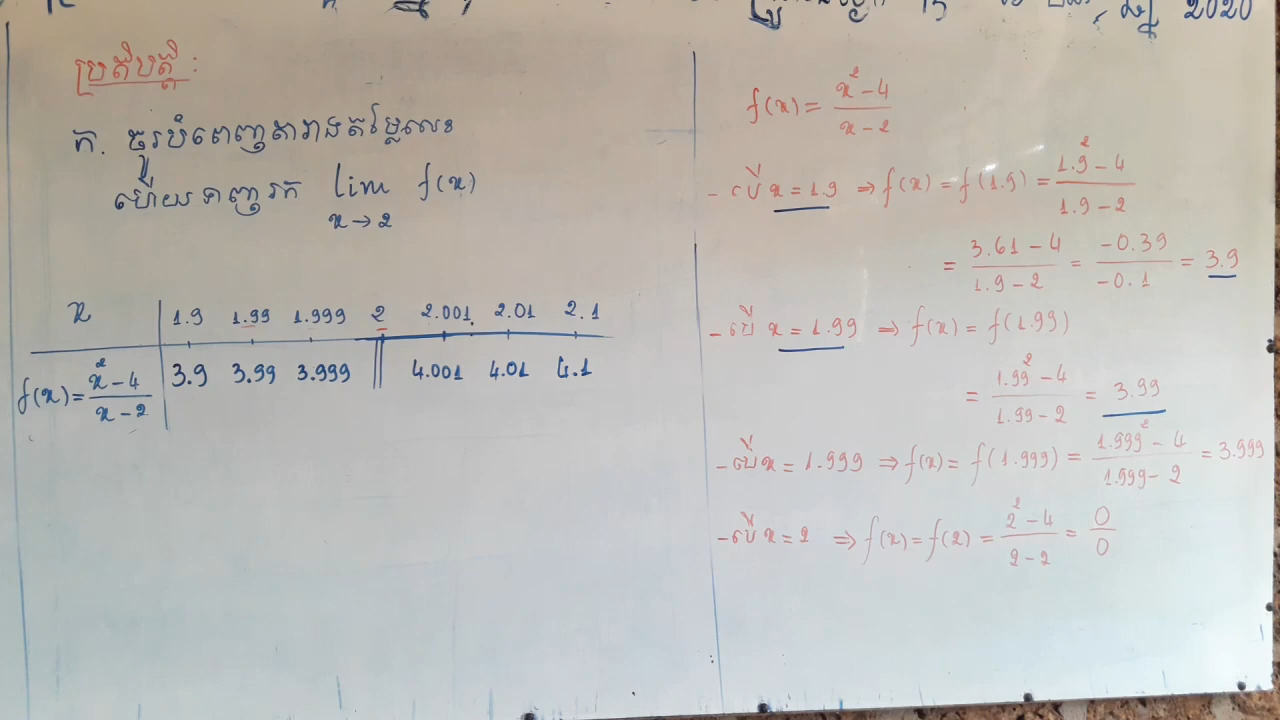 2020
ប្រតិបត្តិ :
ក. ចូរបំពេញតារាងតម្លៃលេខ
ហើយទាញរក lim f(x)
x→2
x 1.9 1.99 1.999 2 2.001 2.01 2.1
f(x)= x²-4 / x-2 3.9 3.99 3.999 || 4.001 4.01 4.1
f(x) = x²-4 / x-2
- បើ x = 1.9 ⇒ f(x) = f(1.9) = 1.9²-4 / 1.9-2
= 3.61-4 / 1.9-2 = -0.39 / -0.1 = 3.9
- បើ x = 1.99 ⇒ f(x) = f(1.99)
= 1.99²-4 / 1.99-2 = 3.99
- បើ x = 1.999 ⇒ f(x) = f(1.999) = 1.999²-4 / 1.999-2 = 3.999
- បើ x = 2 ⇒ f(x) = f(2) = 2²-4 / 2-2 = 0 / 0